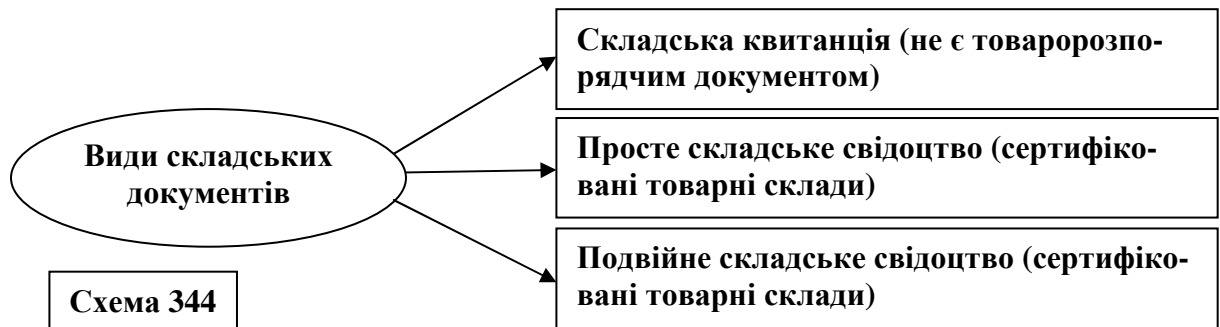 Складська квитанція (не є товаророзпо-
рядчим документом)
Види складських
документів
Просте складське свідоцтво (сертифіко-
вані товарні склади)
Подвійне складське свідоцтво (сертифіко-
вані товарні склади)
Схема 344